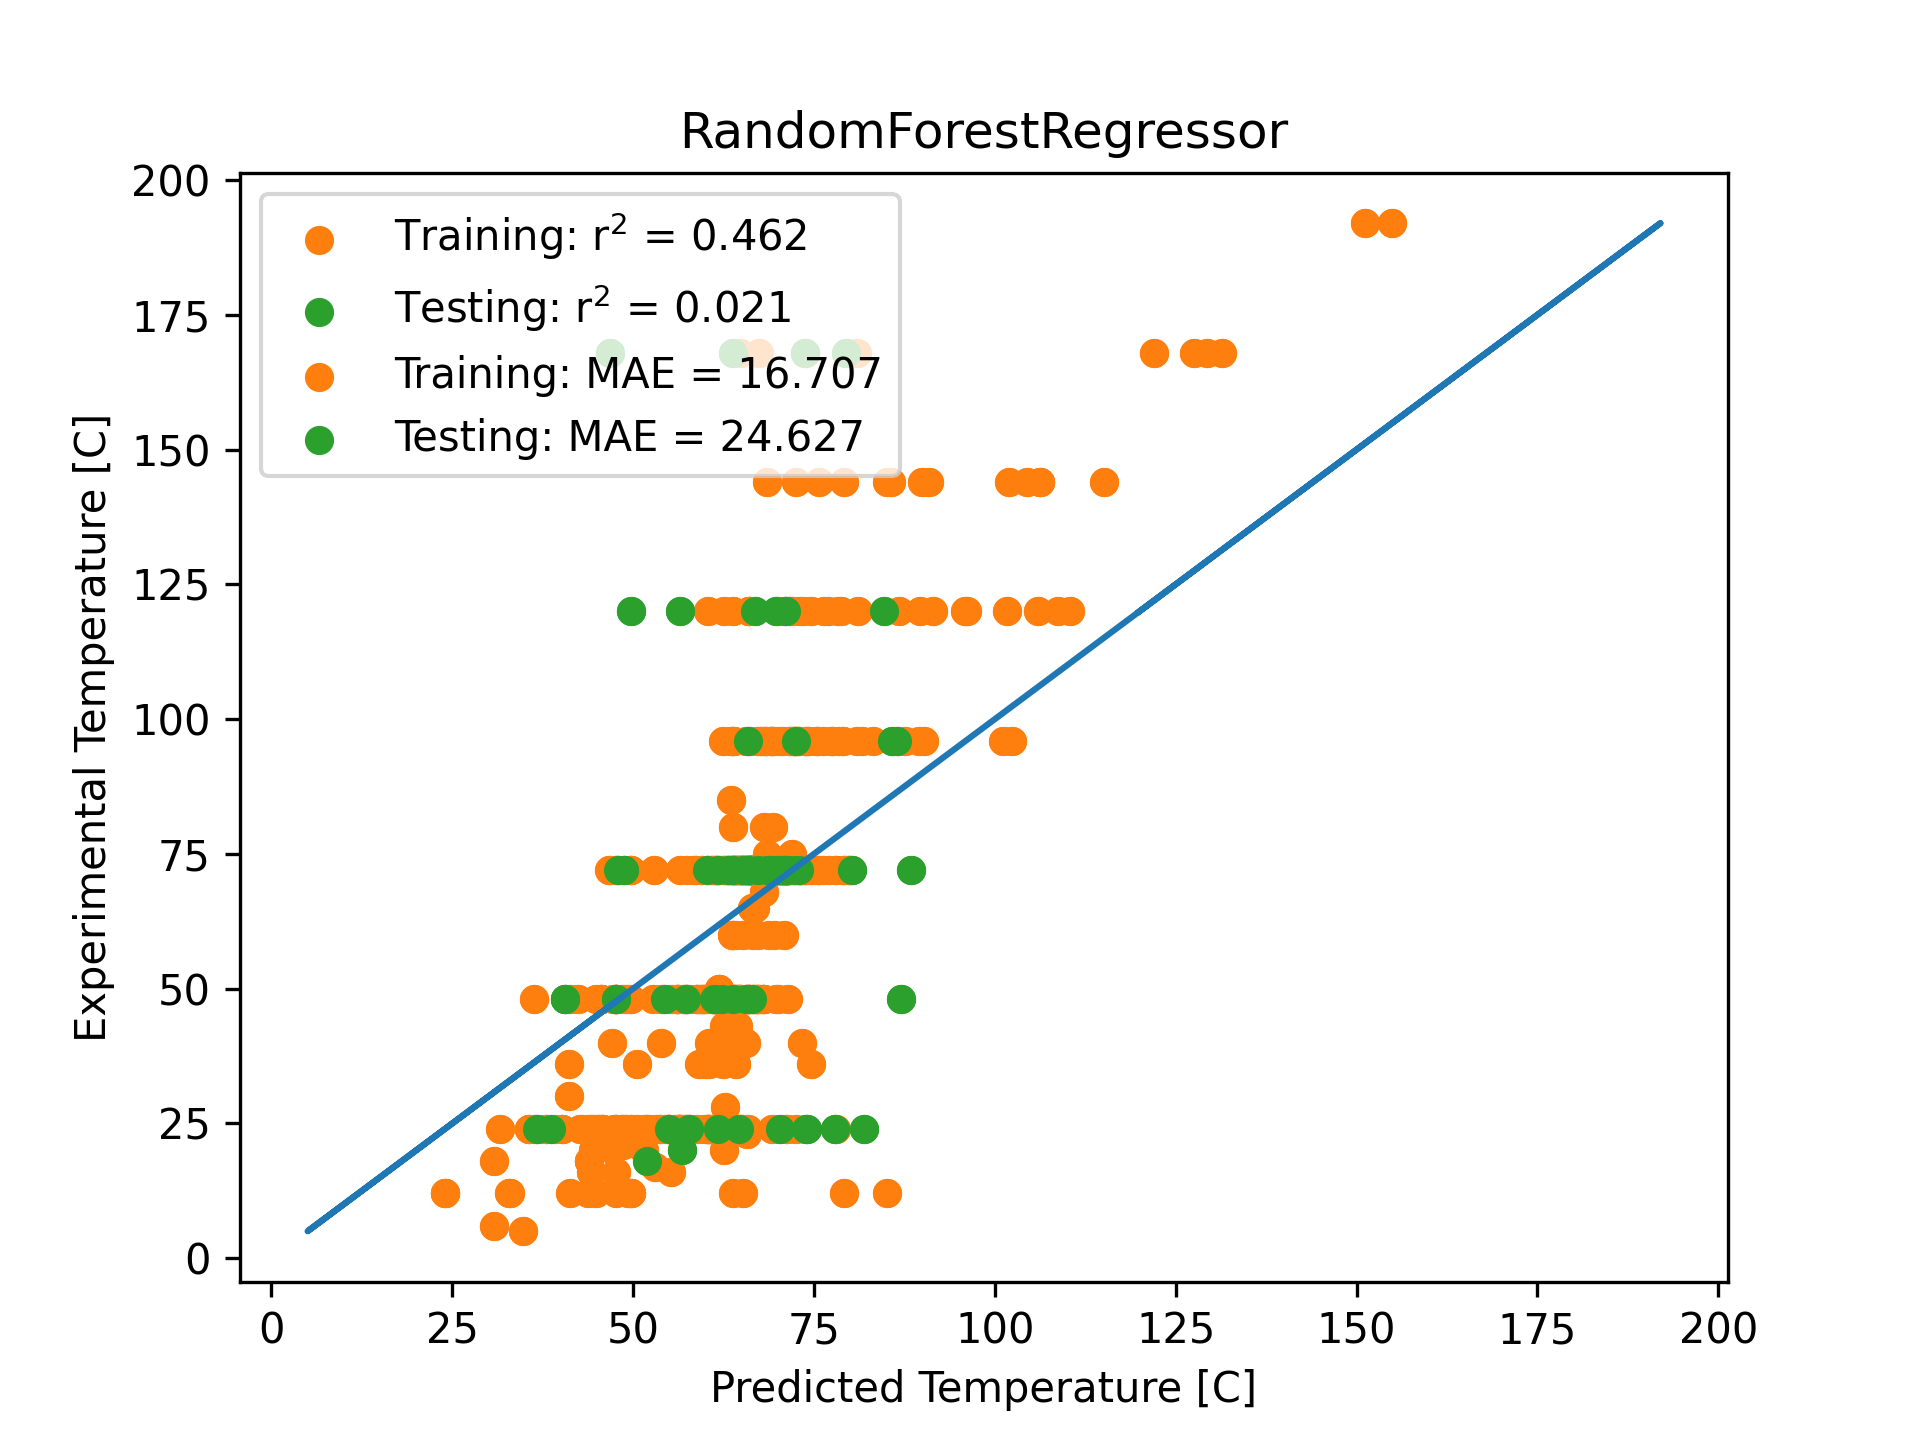 RandomForestRegressor
200
175
150
125
100
75
50
25
0
Experimental Temperature [C]
Training: r² = 0.462
Testing: r² = 0.021
Training: MAE = 16.707
Testing: MAE = 24.627
0 25 50 75 100 125 150 175 200
Predicted Temperature [C]